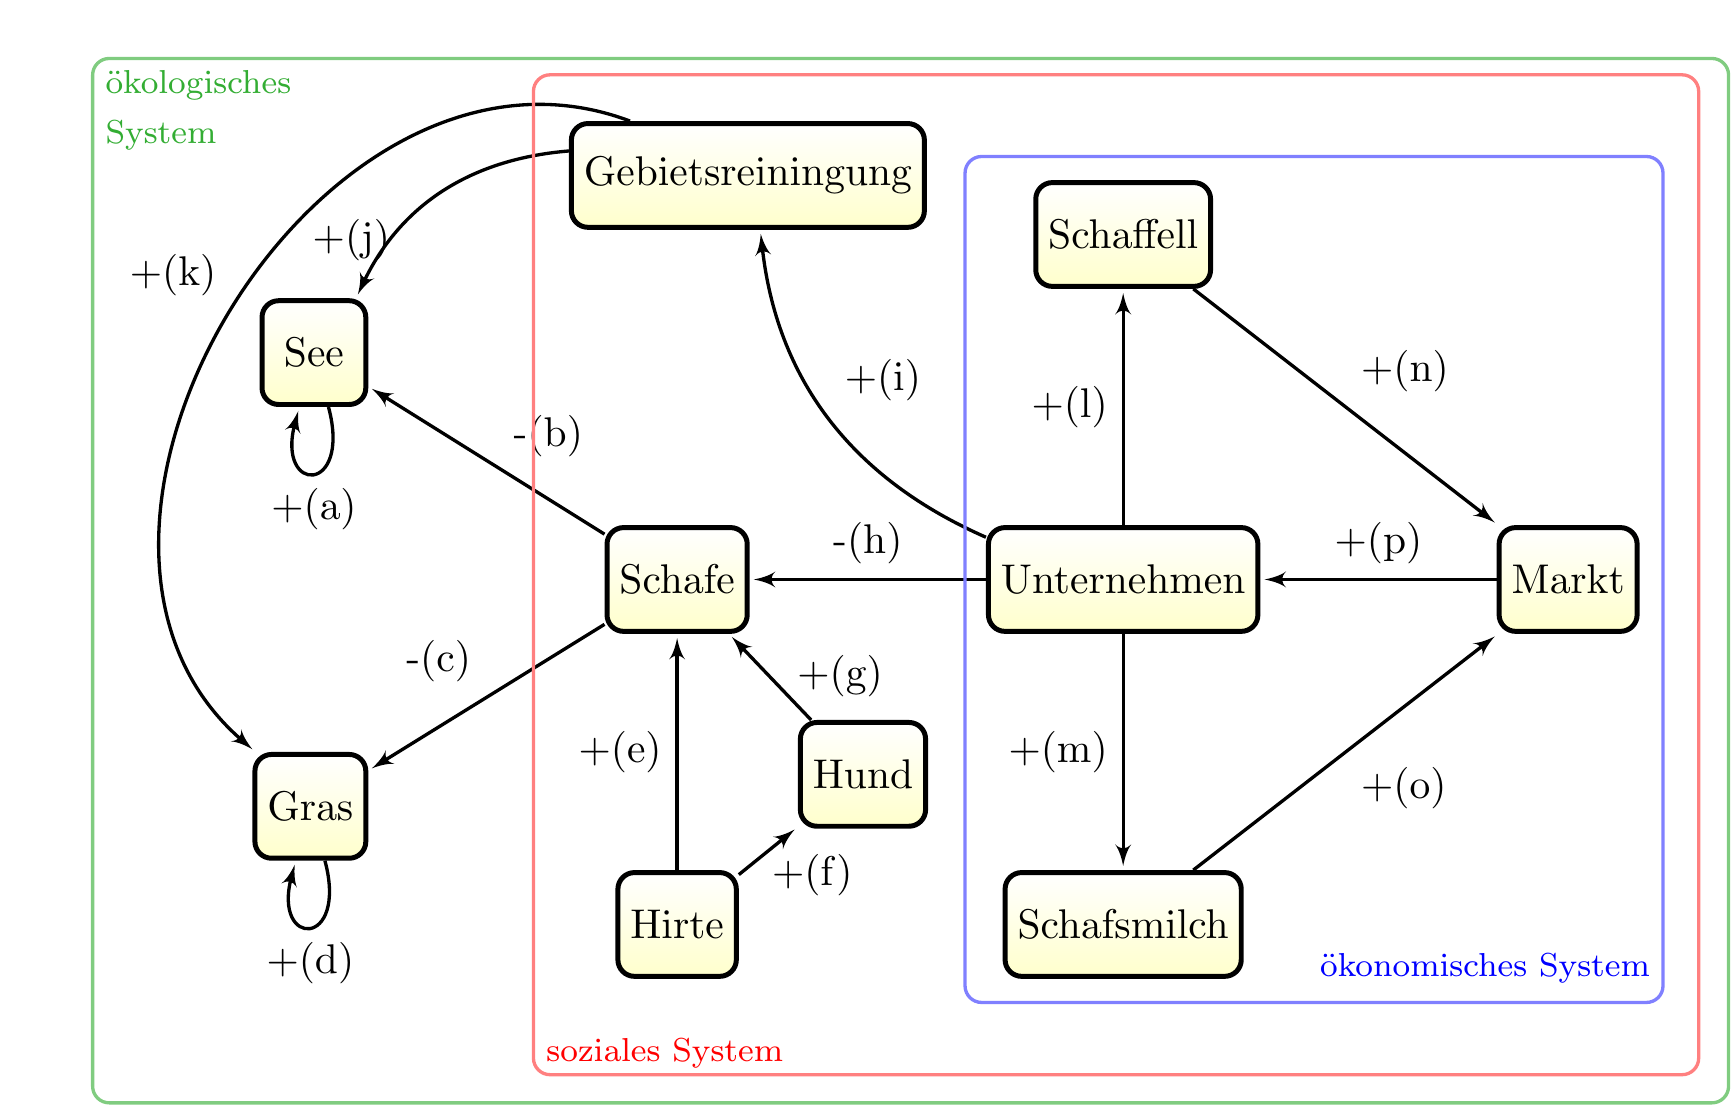 ökologisches
System
Gebietsreiningung
Schaffell
+(j)
+(k)
See
+(i)
+(n)
+(l)
-(b)
+(a)
-(h)
+(p)
Schafe
Unternehmen
Markt
-(c)
+(g)
+(e)
+(m)
Hund
+(o)
Gras
+(f)
Hirte
Schafsmilch
+(d)
ökonomisches System
soziales System